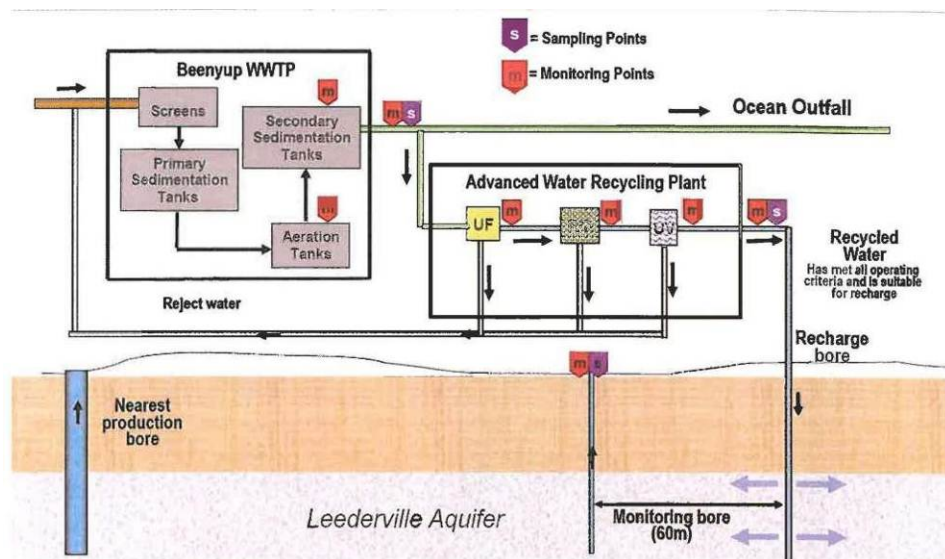 s = Sampling Points
m = Monitoring Points
Beenyup WWTP
Screens
Primary
Sedimentation
Tanks
m
Secondary
Sedimentation
Tanks
m
Aeration
Tanks
m s
Ocean Outfall
Advanced Water Recycling Plant
UF
m
m
UV
m
m s
Recycled
Water
Has met all operating
criteria and is suitable
for recharge
Reject water
Recharge
bore
m s
Nearest
production
bore
Leederville Aquifer
Monitoring bore
(60m)